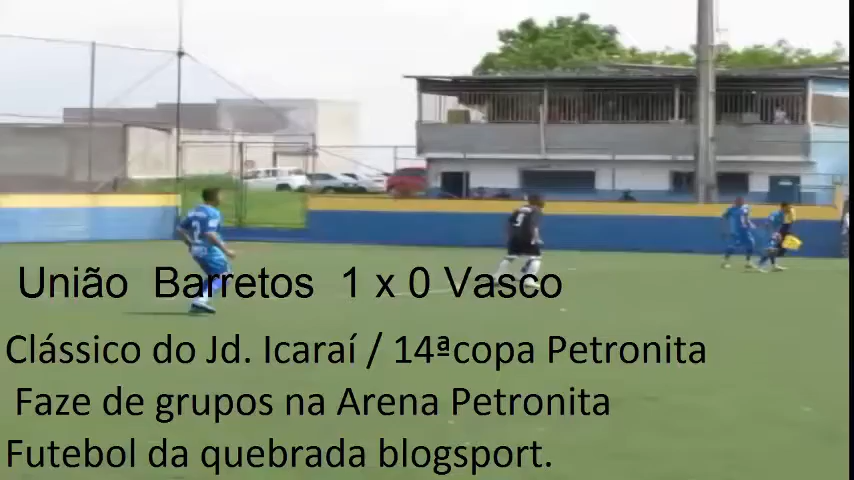 União Barretos 1 x 0 Vasco
Clássico do Jd. Icaraí / 14ªcopa Petronita
Faze de grupos na Arena Petronita
Futebol da quebrada blogsport.